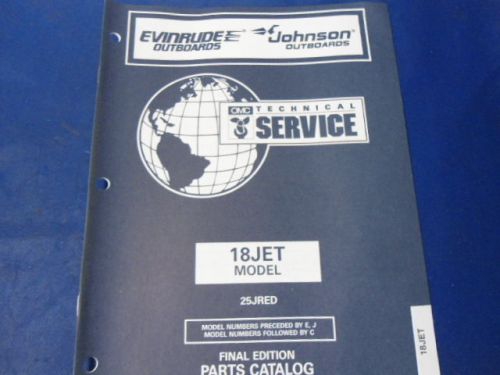 EVINRUDE Johnson
OUTBOARDS OUTBOARDS
OMC TECHNICAL
SERVICE
18JET
MODEL
25JRED
MODEL NUMBERS PRECEDED BY E, J
MODEL NUMBERS FOLLOWED BY C
18JET
FINAL EDITION
PARTS CATALOG